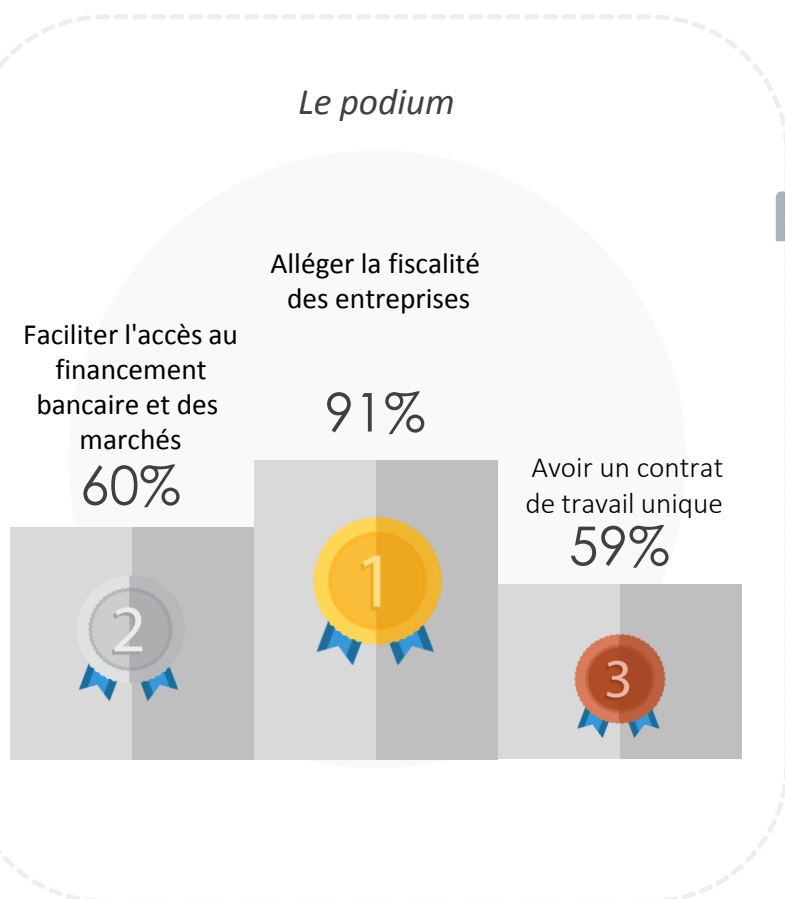 Le podium
Alléger la fiscalité
des entreprises
91%
Faciliter l'accès au
financement
bancaire et des
marchés
60%
Avoir un contrat
de travail unique
59%
2
1
3